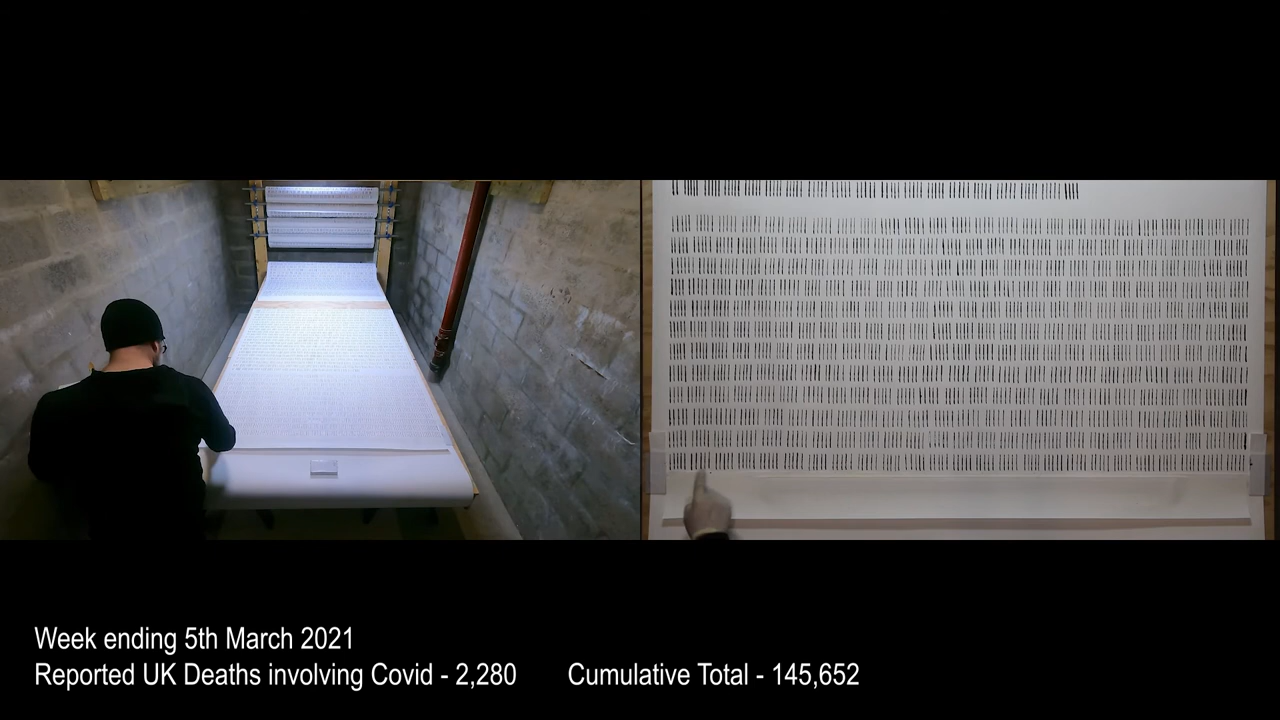 Week ending 5th March 2021
Reported UK Deaths involving Covid - 2,280 Cumulative Total - 145,652